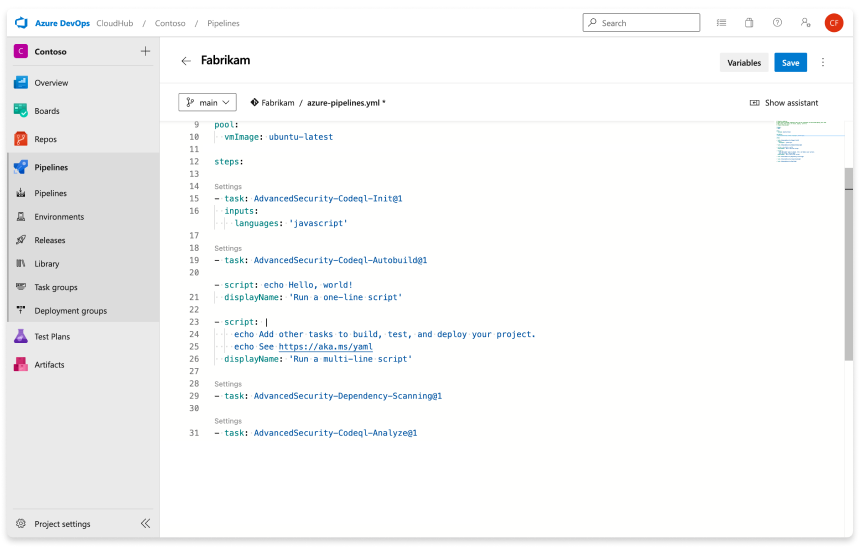 Azure DevOps CloudHub / Contoso / Pipelines Search CF
C Contoso
Overview
Boards
Repos
Pipelines
Pipelines
Environments
Releases
Library
Task groups
Deployment groups
Test Plans
Artifacts
Project settings
Fabrikam
Variables Save
main Fabrikam / azure-pipelines.yml * Show assistant
9 pool:
10 vmImage: ubuntu-latest
11
12 steps:
13
14 Settings
15 - task: AdvancedSecurity-Codeql-Init@1
16 inputs:
languages: 'javascript'
17
18 Settings
19 - task: AdvancedSecurity-Codeql-Autobuild@1
20
- script: echo Hello, world!
21 displayName: 'Run a one-line script'
22
23 - script: |
24 echo Add other tasks to build, test, and deploy your project.
25 echo See https://aka.ms/yaml
26 displayName: 'Run a multi-line script'
27
28 Settings
29 - task: AdvancedSecurity-Dependency-Scanning@1
30
Settings
31 - task: AdvancedSecurity-Codeql-Analyze@1